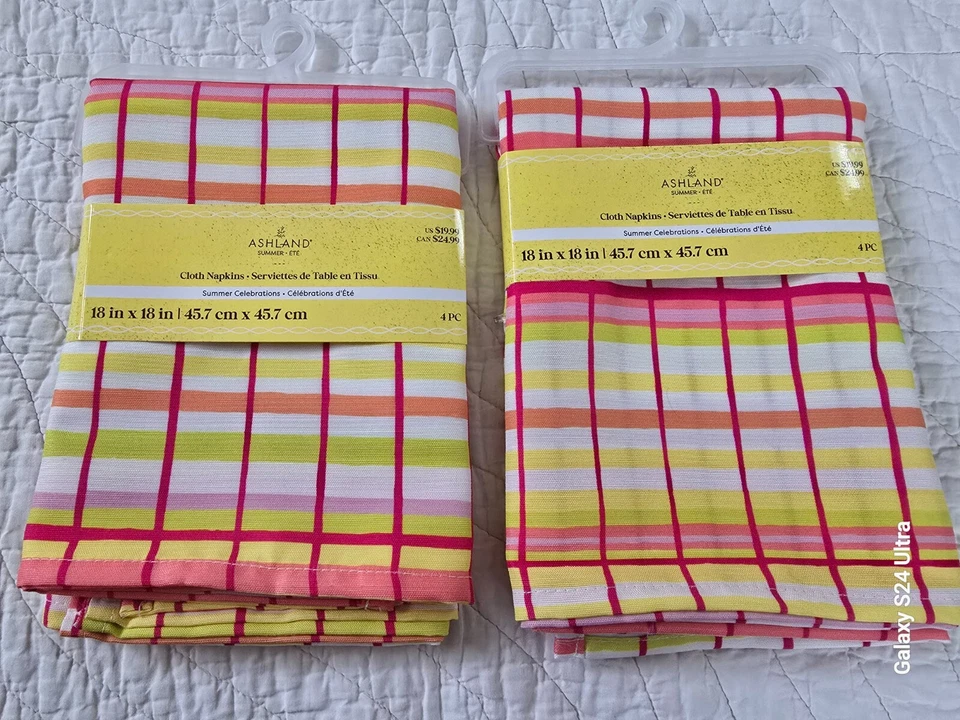 US $19.99
CAN $24.99
ASHLAND®
SUMMER • ÉTÉ
Cloth Napkins • Serviettes de Table en Tissu
Summer Celebrations • Célébrations d'Été
18 in x 18 in | 45.7 cm x 45.7 cm
4 PC
US $19.99
CAN $24.99
ASHLAND®
SUMMER • ÉTÉ
Cloth Napkins • Serviettes de Table en Tissu
Summer Celebrations • Célébrations d'Été
18 in x 18 in | 45.7 cm x 45.7 cm
4 PC
Galaxy S24 Ultra